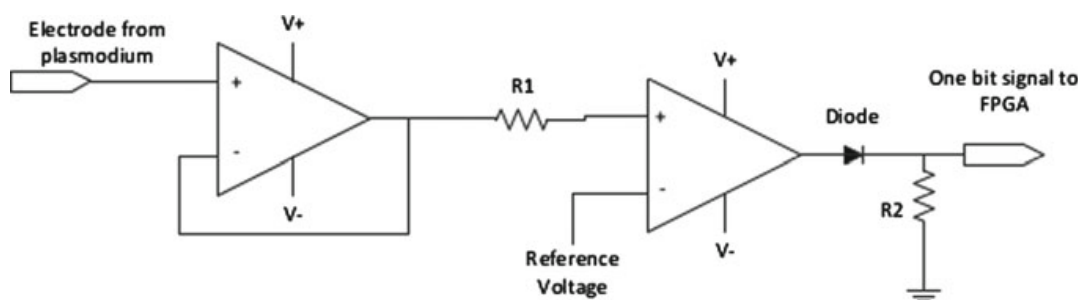 Electrode from
plasmodium
V+
+
-
V-
R1
V+
+
-
V-
Reference
Voltage
Diode
One bit signal to
FPGA
R2